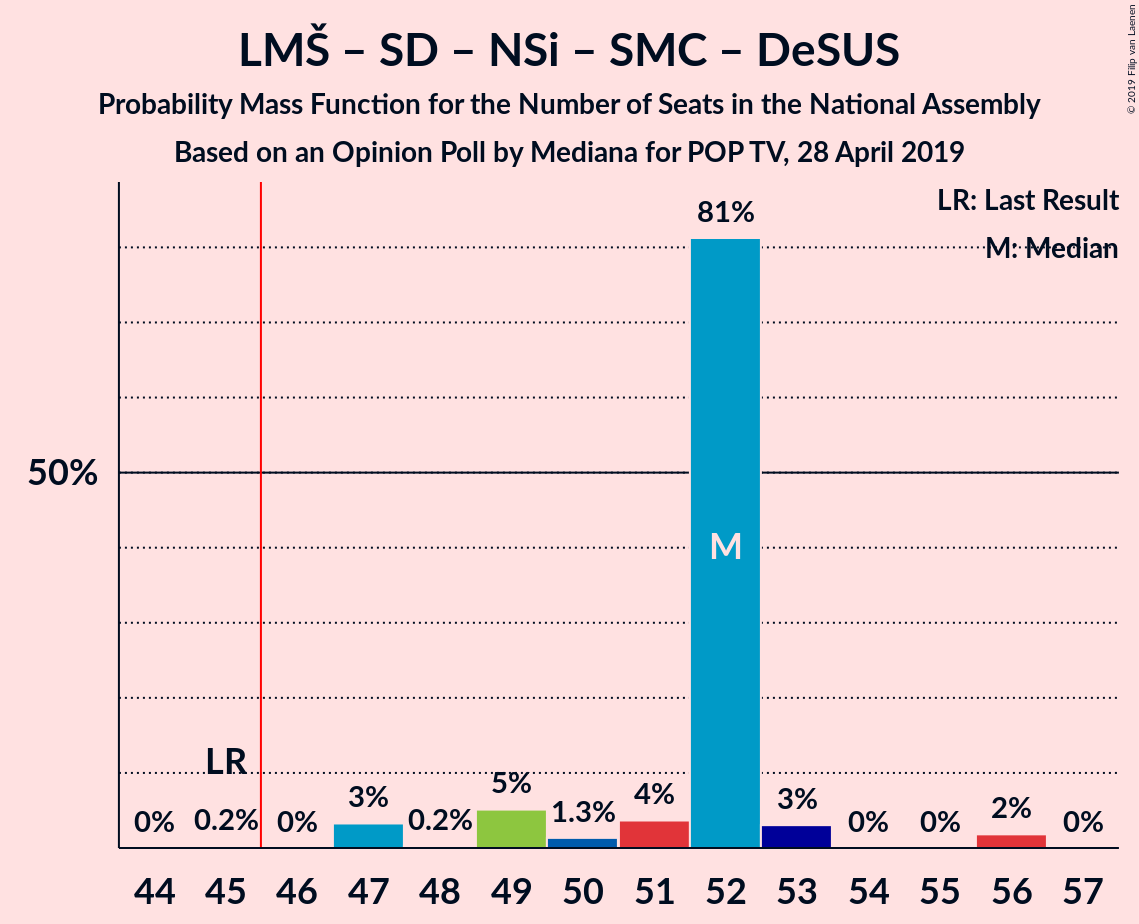 LMŠ – SD – NSi – SMC – DeSUS
Probability Mass Function for the Number of Seats in the National Assembly
Based on an Opinion Poll by Mediana for POP TV, 28 April 2019
© 2019 Filip van Laenen
LR: Last Result
M: Median
81%
50%
M
LR
0% 0.2% 0% 3% 0.2% 5% 1.3% 4% 3% 0% 0% 2% 0%
44 45 46 47 48 49 50 51 52 53 54 55 56 57